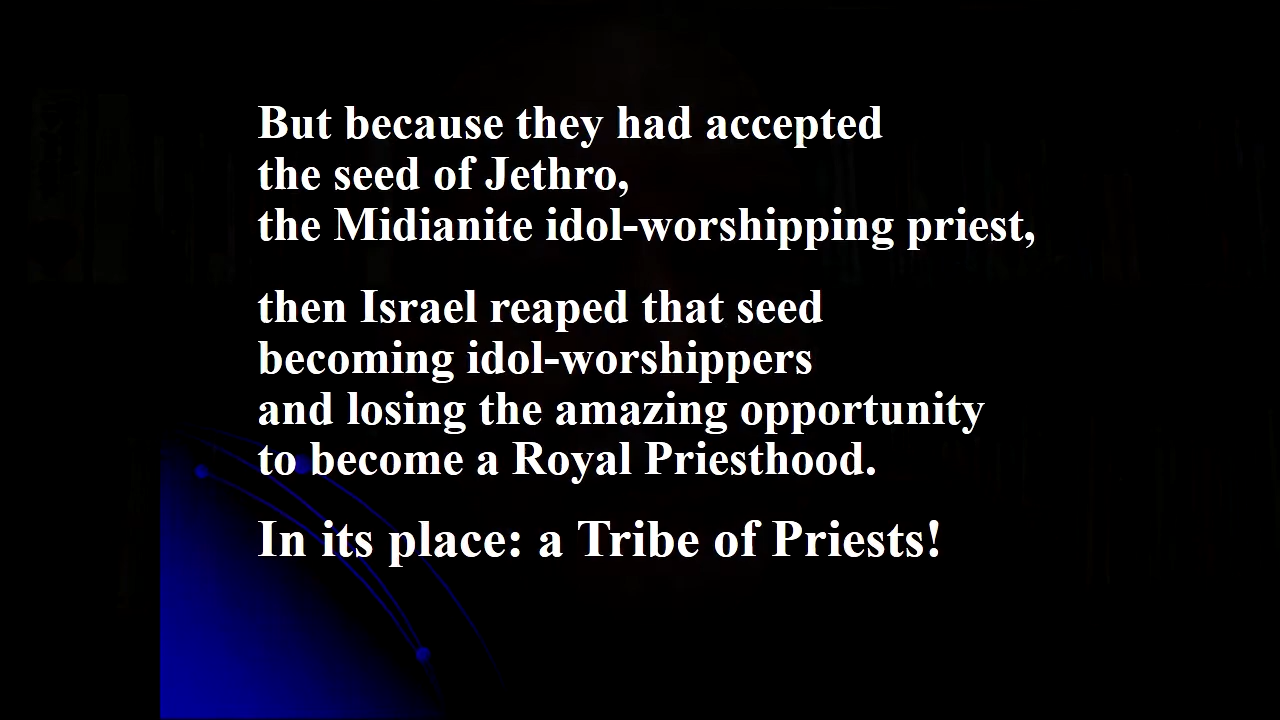 But because they had accepted
the seed of Jethro,
the Midianite idol-worshipping priest,
then Israel reaped that seed
becoming idol-worshippers
and losing the amazing opportunity
to become a Royal Priesthood.
In its place: a Tribe of Priests!